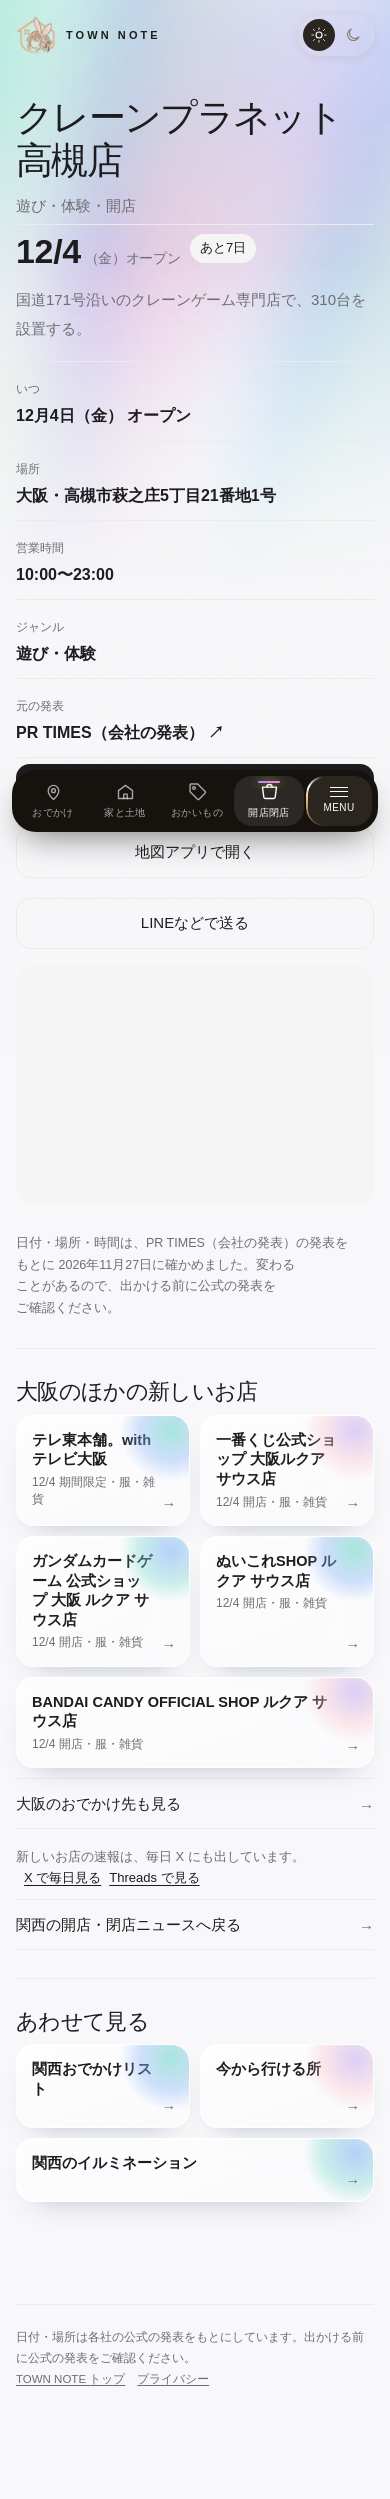 TOWN NOTE
クレーンプラネット
高槻店
遊び・体験・開店
12/4（金）オープン あと7日
国道171号沿いのクレーンゲーム専門店で、310台を
設置する。
いつ
12月4日（金） オープン
場所
大阪・高槻市萩之庄5丁目21番地1号
営業時間
10:00〜23:00
ジャンル
遊び・体験
元の発表
PR TIMES（会社の発表） ↗
おでかけ 家と土地 おかいもの 開店閉店 MENU
地図アプリで開く
LINEなどで送る
日付・場所・時間は、PR TIMES（会社の発表）の発表を
もとに 2026年11月27日に確かめました。変わる
ことがあるので、出かける前に公式の発表を
ご確認ください。
大阪のほかの新しいお店
テレ東本舗。with
テレビ大阪
12/4 期間限定・服・雑
貨 →
一番くじ公式ショ
ップ 大阪ルクア
サウス店
12/4 開店・服・雑貨 →
ガンダムカードゲ
ーム 公式ショッ
プ 大阪 ルクア サ
ウス店
12/4 開店・服・雑貨 →
ぬいこれSHOP ル
クア サウス店
12/4 開店・服・雑貨
→
BANDAI CANDY OFFICIAL SHOP ルクア サ
ウス店
12/4 開店・服・雑貨 →
大阪のおでかけ先も見る →
新しいお店の速報は、毎日 X にも出しています。
X で毎日見る Threads で見る
関西の開店・閉店ニュースへ戻る →
あわせて見る
関西おでかけリス
ト →
今から行ける所 →
関西のイルミネーション →
日付・場所は各社の公式の発表をもとにしています。出かける前
に公式の発表をご確認ください。
TOWN NOTE トップ プライバシー